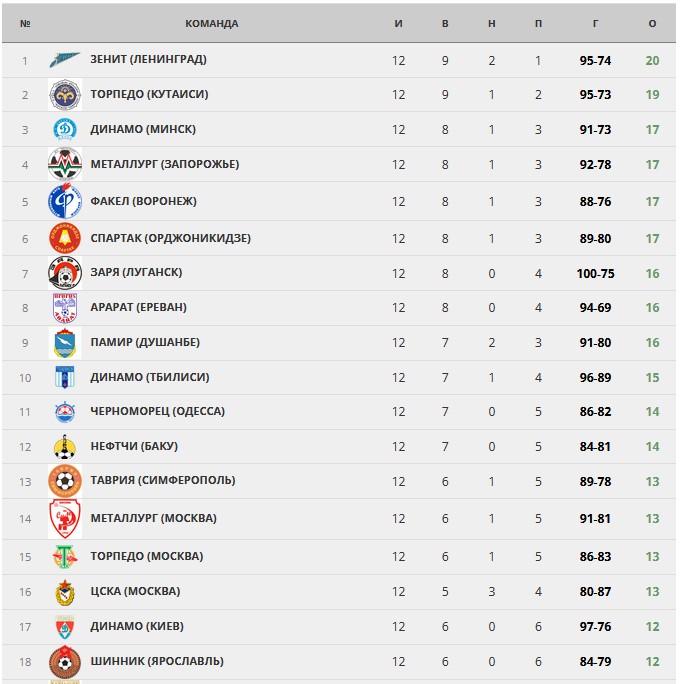 № КОМАНДА И В Н П Г О
1 ЗЕНИТ (ЛЕНИНГРАД) 12 9 2 1 95-74 20
2 ТОРПЕДО (КУТАИСИ) 12 9 1 2 95-73 19
3 ДИНАМО (МИНСК) 12 8 1 3 91-73 17
4 МЕТАЛЛУРГ (ЗАПОРОЖЬЕ) 12 8 1 3 92-78 17
5 ФАКЕЛ (ВОРОНЕЖ) 12 8 1 3 88-76 17
6 СПАРТАК (ОРДЖОНИКИДЗЕ) 12 8 1 3 89-80 17
7 ЗАРЯ (ЛУГАНСК) 12 8 0 4 100-75 16
8 АРАРАТ (ЕРЕВАН) 12 8 0 4 94-69 16
9 ПАМИР (ДУШАНБЕ) 12 7 2 3 91-80 16
10 ДИНАМО (ТБИЛИСИ) 12 7 1 4 96-89 15
11 ЧЕРНОМОРЕЦ (ОДЕССА) 12 7 0 5 86-82 14
12 НЕФТЧИ (БАКУ) 12 7 0 5 84-81 14
13 ТАВРИЯ (СИМФЕРОПОЛЬ) 12 6 1 5 89-78 13
14 МЕТАЛЛУРГ (МОСКВА) 12 6 1 5 91-81 13
15 ТОРПЕДО (МОСКВА) 12 6 1 5 86-83 13
16 ЦСКА (МОСКВА) 12 5 3 4 80-87 13
17 ДИНАМО (КИЕВ) 12 6 0 6 97-76 12
18 ШИННИК (ЯРОСЛАВЛЬ) 12 6 0 6 84-79 12